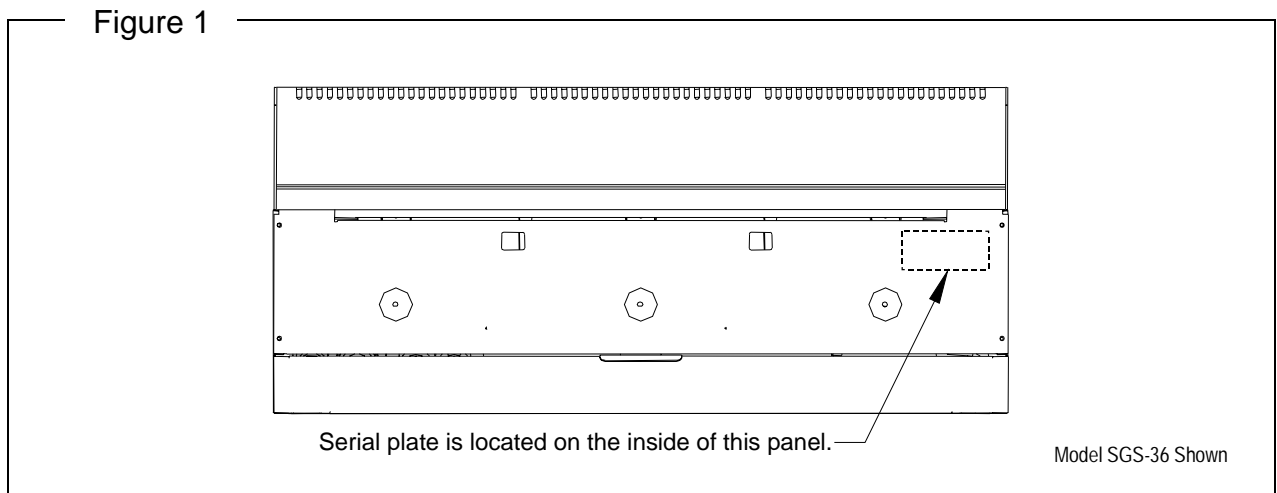 Figure 1
Serial plate is located on the inside of this panel.
Model SGS-36 Shown